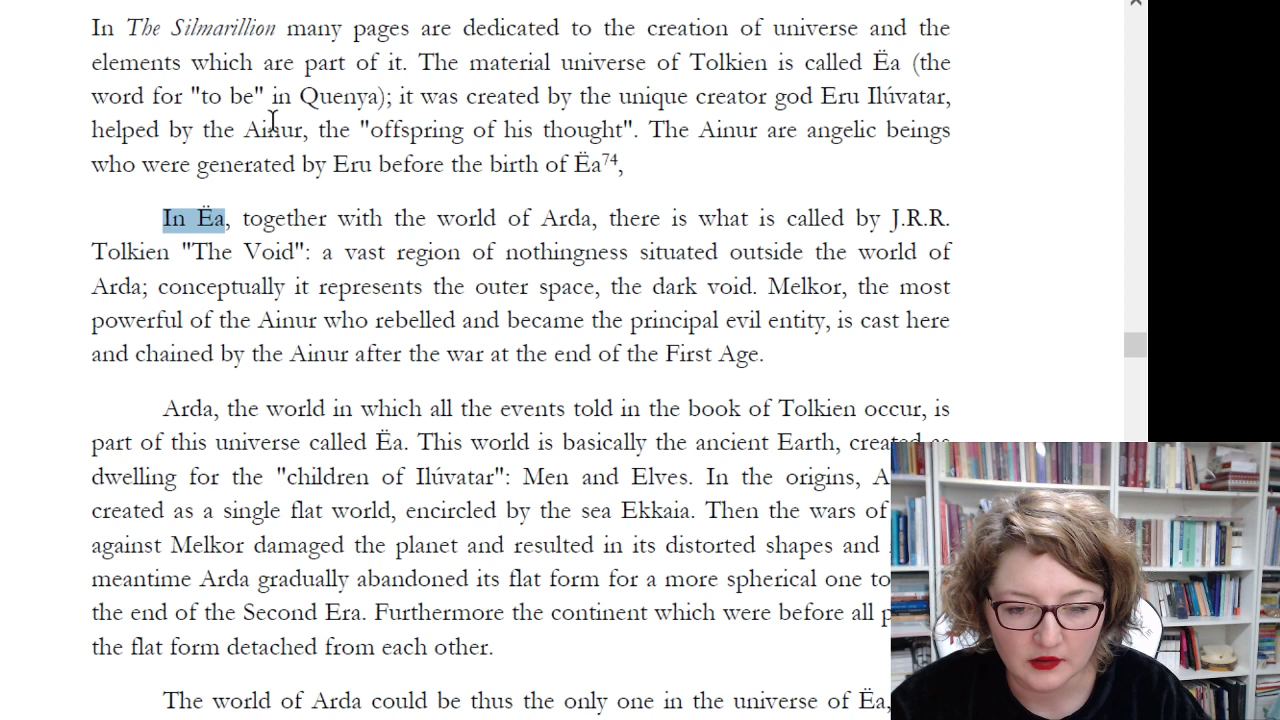 In The Silmarillion many pages are dedicated to the creation of universe and the
elements which are part of it. The material universe of Tolkien is called Ëa (the
word for "to be" in Quenya); it was created by the unique creator god Eru Ilúvatar,
helped by the Ainur, the "offspring of his thought". The Ainur are angelic beings
who were generated by Eru before the birth of Ëa74,
In Ëa, together with the world of Arda, there is what is called by J.R.R.
Tolkien "The Void": a vast region of nothingness situated outside the world of
Arda; conceptually it represents the outer space, the dark void. Melkor, the most
powerful of the Ainur who rebelled and became the principal evil entity, is cast here
and chained by the Ainur after the war at the end of the First Age.
Arda, the world in which all the events told in the book of Tolkien occur, is
part of this universe called Ëa. This world is basically the ancient Earth, created as
dwelling for the "children of Ilúvatar": Men and Elves. In the origins,
created as a single flat world, encircled by the sea Ekkaia. Then the wars of
against Melkor damaged the planet and resulted in its distorted shapes and
meantime Arda gradually abandoned its flat form for a more spherical one
the end of the Second Era. Furthermore the continent which were before all
the flat form detached from each other.
The world of Arda could be thus the only one in the universe of Ëa,